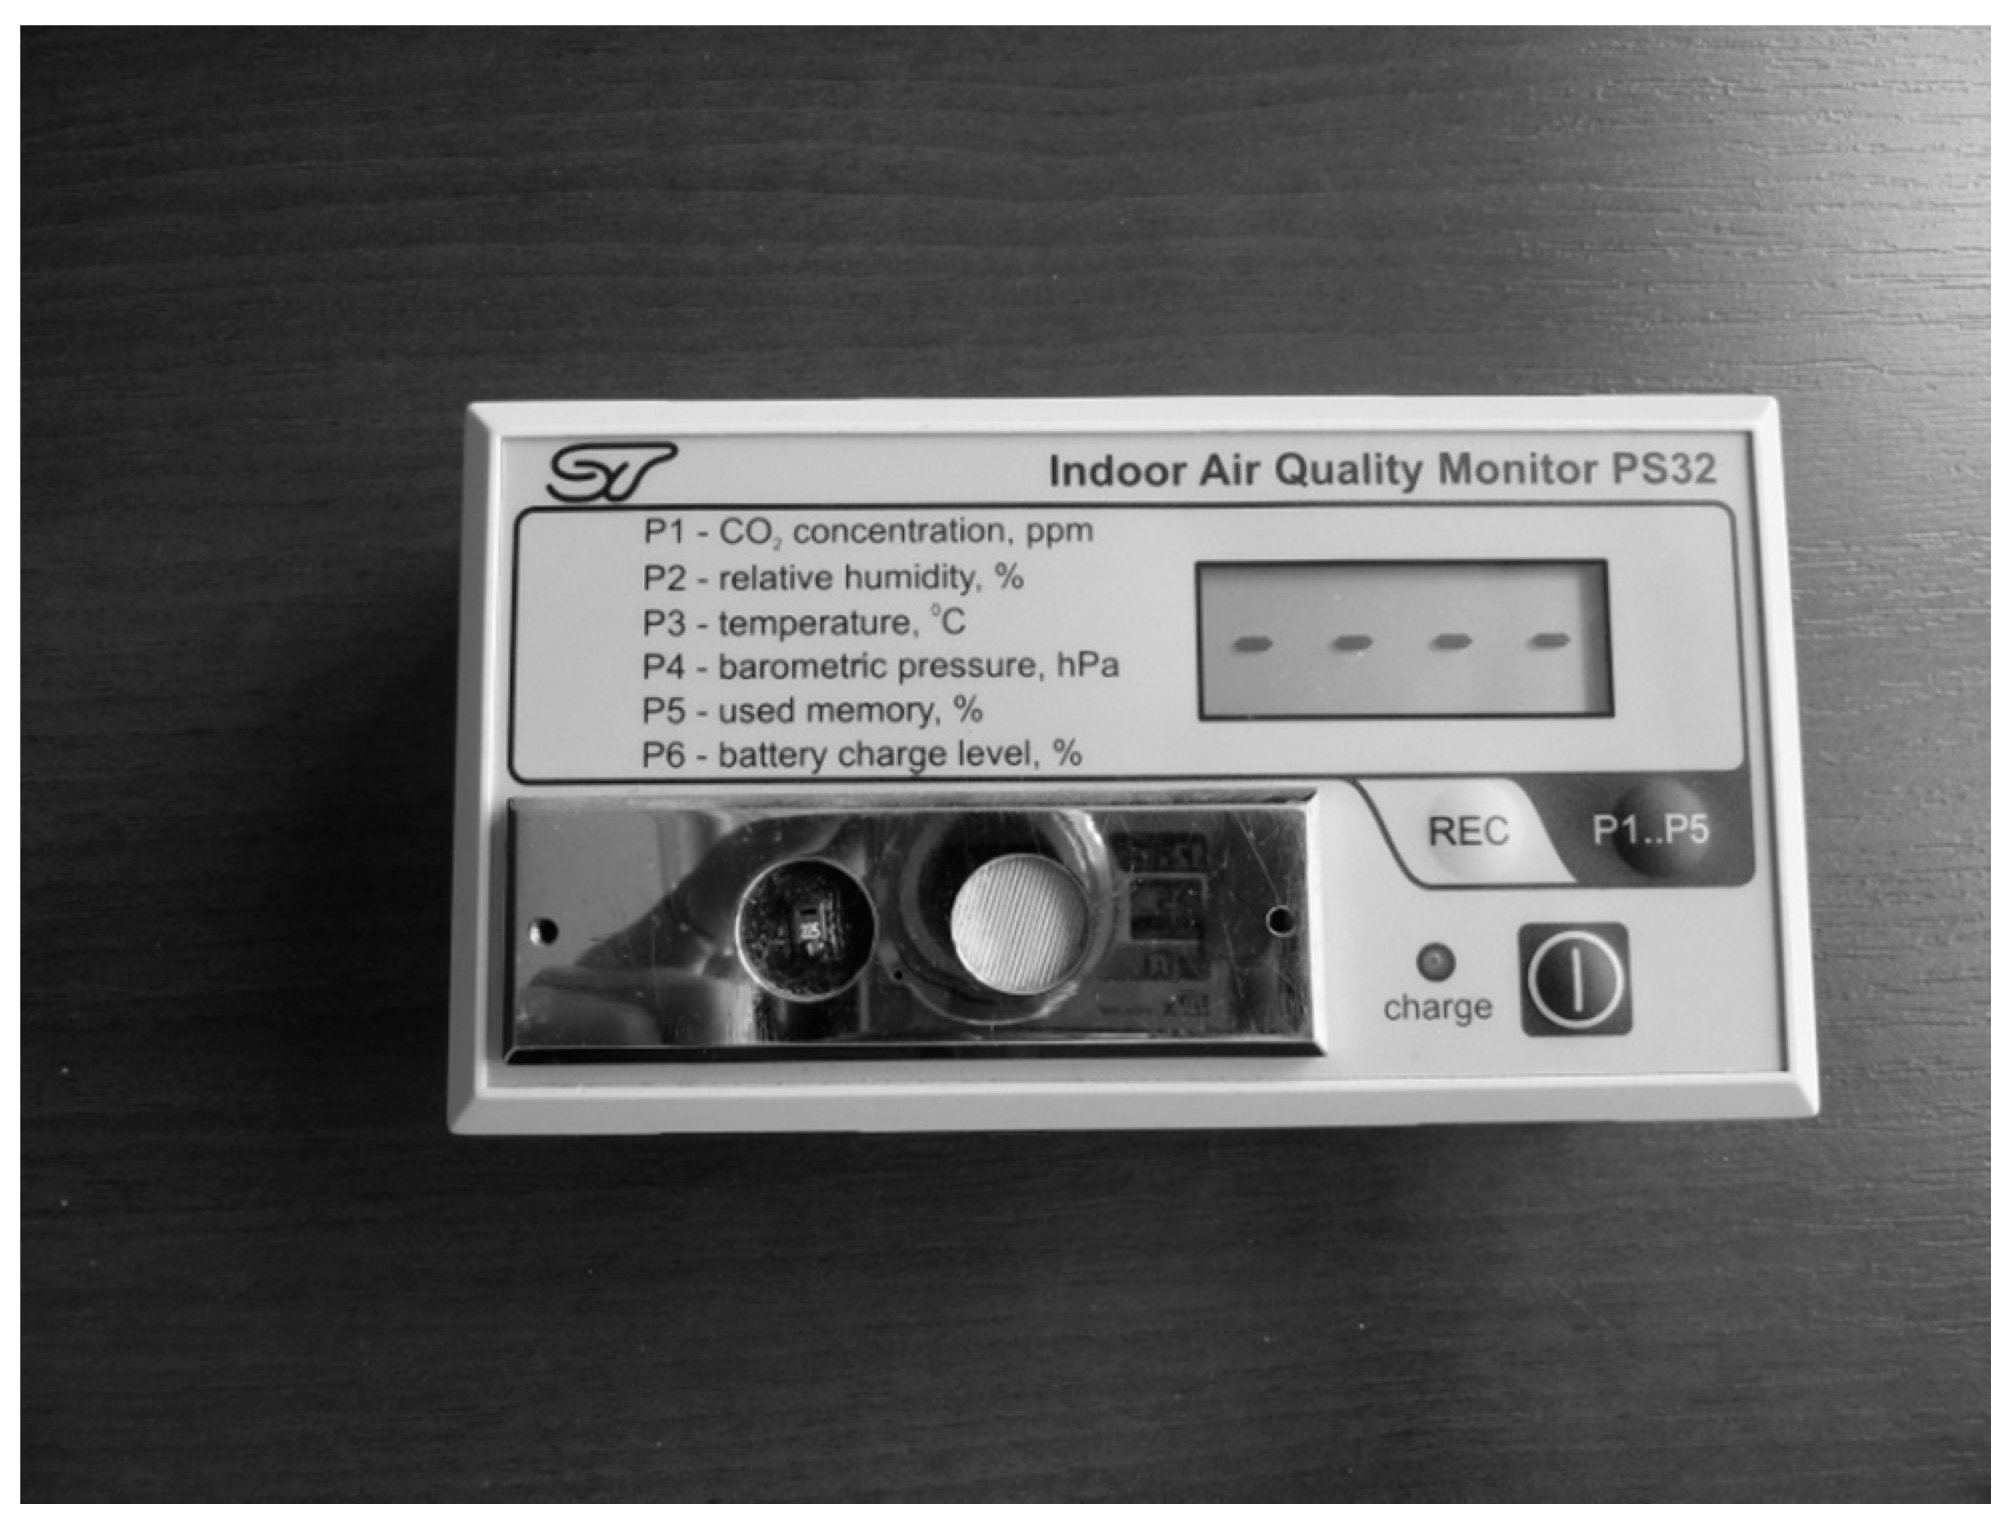 ST
Indoor Air Quality Monitor PS32
P1 - CO₂ concentration, ppm
P2 - relative humidity, %
P3 - temperature, ⁰C
P4 - barometric pressure, hPa
P5 - used memory, %
P6 - battery charge level, %
- - - -
REC
P1..P5
charge